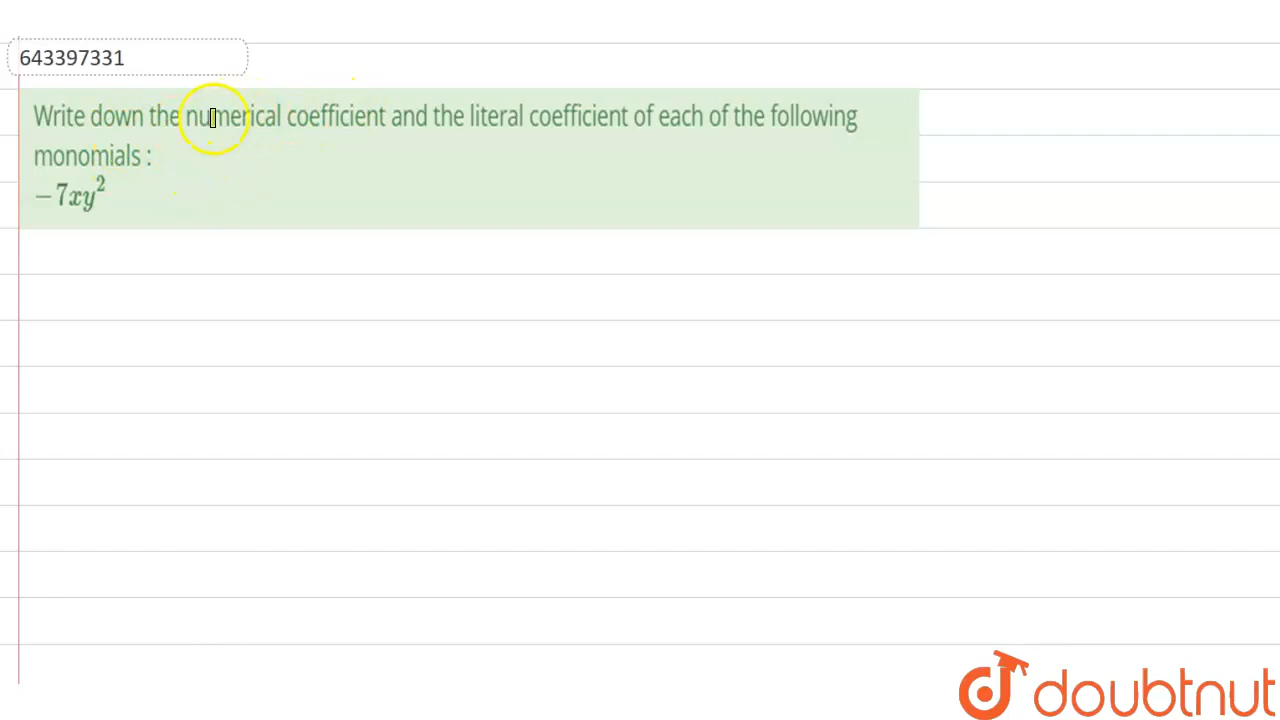 643397331
Write down the numerical coefficient and the literal coefficient of each of the following
monomials :
−7xy²
doubtnut